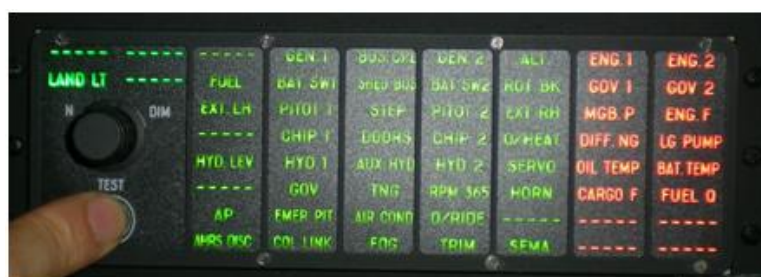 ----- ----- ----- GEN. 1 BUS.CPL GEN. 2 ALT. ENG. 1 ENG. 2
LAND LT ----- FUEL BAT.SW1 SHED BUS BAT.SW2 ROT.BK GOV 1 GOV 2
N DIM EXT. LH PITOT 1 STEP PITOT 2 EXT RH MGB. P ENG. F
----- CHIP 1 DOORS CHIP 2 O/HEAT DIFF. NG LG PUMP
HYD. LEV HYD 1 AUX.HYD HYD 2 SERVO OIL TEMP BAT.TEMP
TEST ----- GOV TNG RPM 365 HORN CARGO F FUEL Q
AP EMER PIT AIR COND O/RIDE ----- ----- -----
AHRS DISC COL LINK FOG TRIM SEMA ----- -----